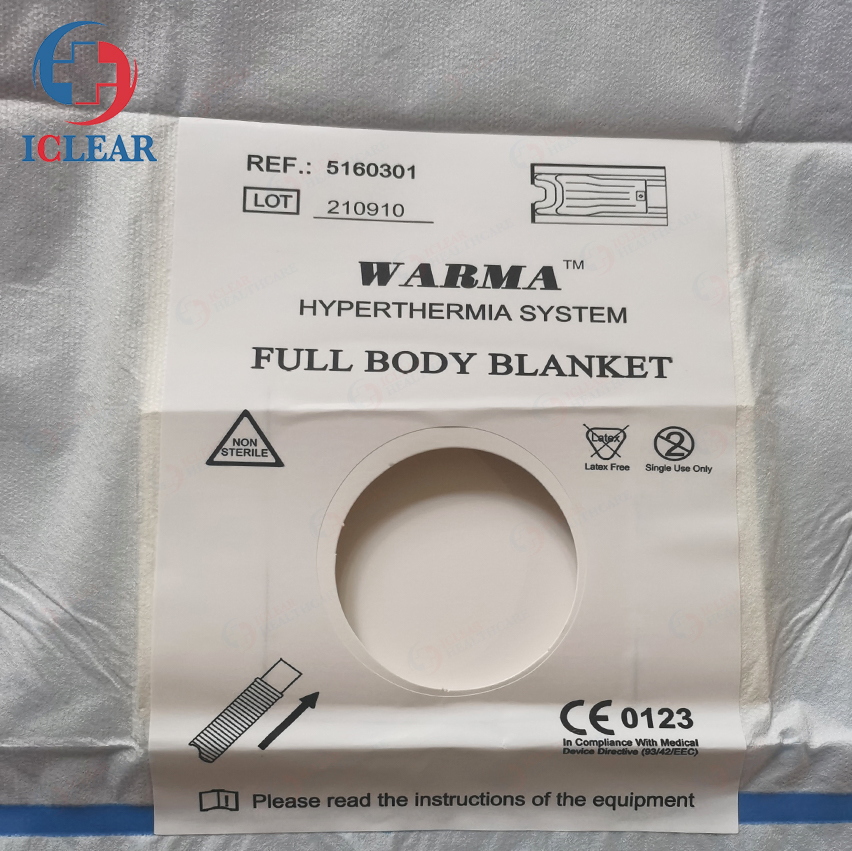 ICLEAR
REF.: 5160301
LOT 210910
WARMA™
HYPERTHERMIA SYSTEM
FULL BODY BLANKET
NON
STERILE
Latex
Latex Free
2
Single Use Only
CE 0123
In Compliance With Medical
Device Directive (93/42/EEC)
Please read the instructions of the equipment